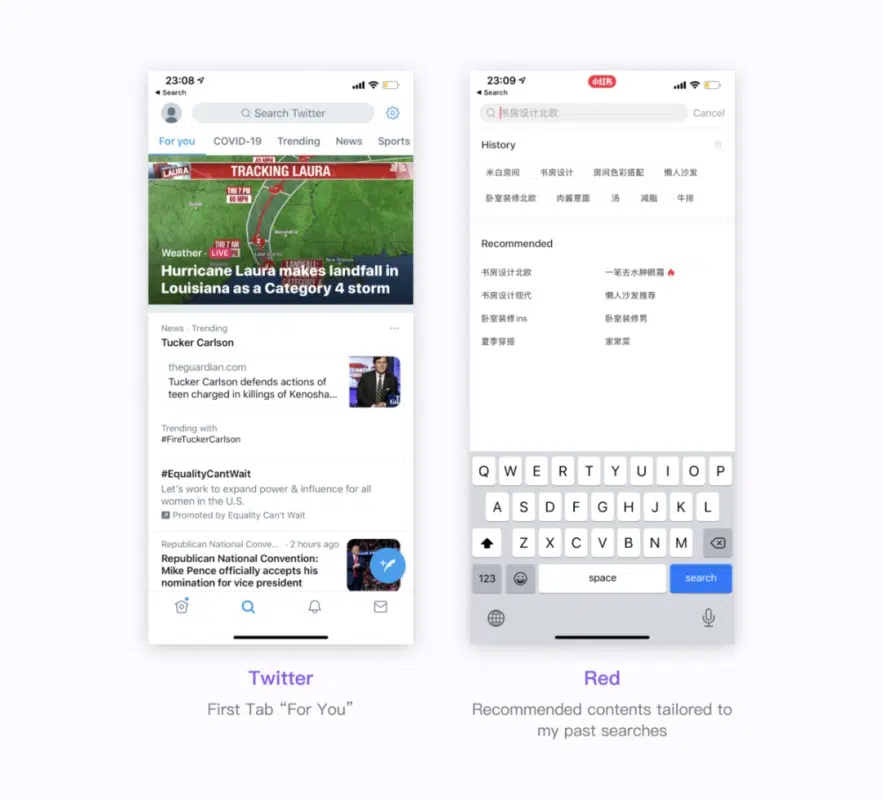 23:08
Search
Search Twitter
For you
COVID-19
Trending
News
Sports
LAURA
TRACKING LAURA
THU 7 PM
60 MPH
THU 7 AM
Weather · LIVE
Hurricane Laura makes landfall in
Louisiana as a Category 4 storm
News · Trending
Tucker Carlson
theguardian.com
Tucker Carlson defends actions of
teen charged in killings of Kenosha...
Trending with
#FireTuckerCarlson
#EqualityCantWait
Let's work to expand power & influence for all
women in the U.S.
Promoted by Equality Can't Wait
Republican National Conve... · 2 hours ago
Republican National Convention:
Mike Pence officially accepts his
nomination for vice president
Twitter
First Tab “For You”
23:09
小红书
Search
书房设计北欧
Cancel
History
米白房间 书房设计 房间色彩搭配 懒人沙发
卧室装修北欧 肉酱意面 汤 减脂 牛排
Recommended
书房设计北欧 一笔去水肿眼霜
书房设计现代 懒人沙发推荐
卧室装修ins 卧室装修男
夏季穿搭 家常菜
Q W E R T Y U I O P
A S D F G H J K L
Z X C V B N M
123 space search
Red
Recommended contents tailored to
my past searches